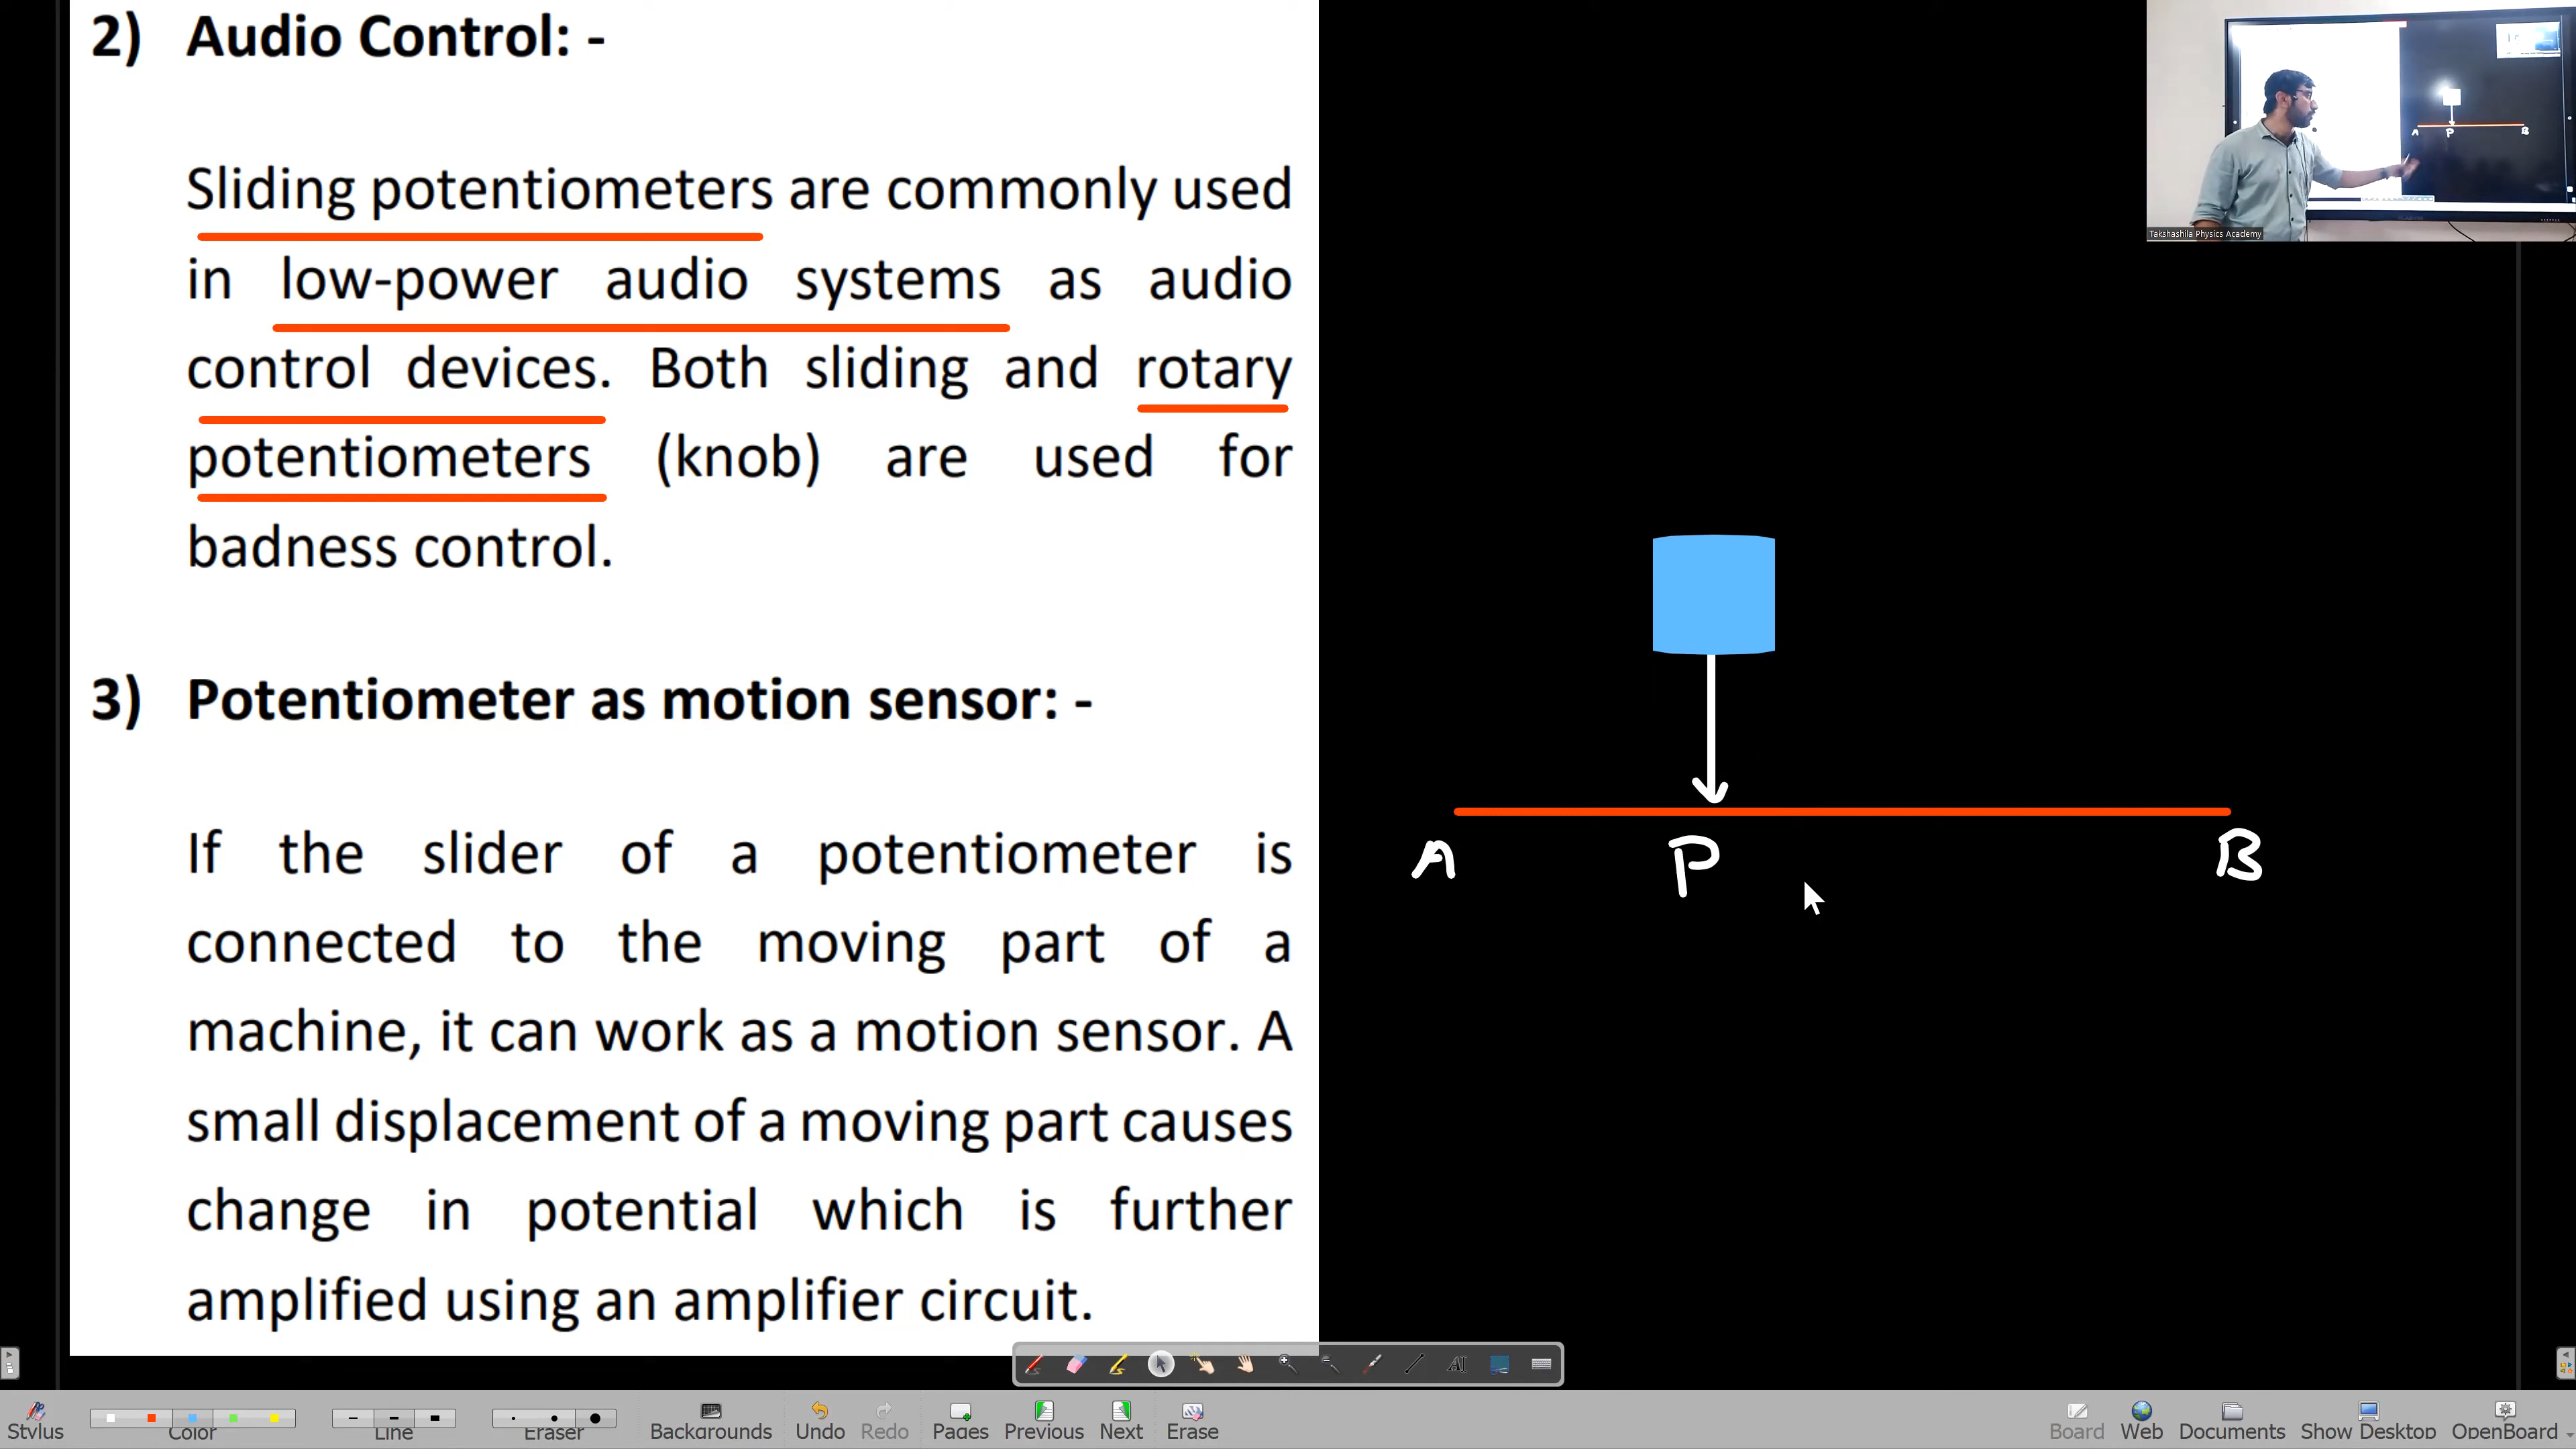 2) Audio Control: -
Sliding potentiometers are commonly used
in low-power audio systems as audio
control devices. Both sliding and rotary
potentiometers (knob) are used for
badness control.
3) Potentiometer as motion sensor: -
If the slider of a potentiometer is
connected to the moving part of a
machine, it can work as a motion sensor. A
small displacement of a moving part causes
change in potential which is further
amplified using an amplifier circuit.
A P B
A P B
Takshashila Physics Academy
AI
Stylus Color Line Eraser Backgrounds Undo Redo Pages Previous Next Erase Board Web Documents Show Desktop OpenBoard